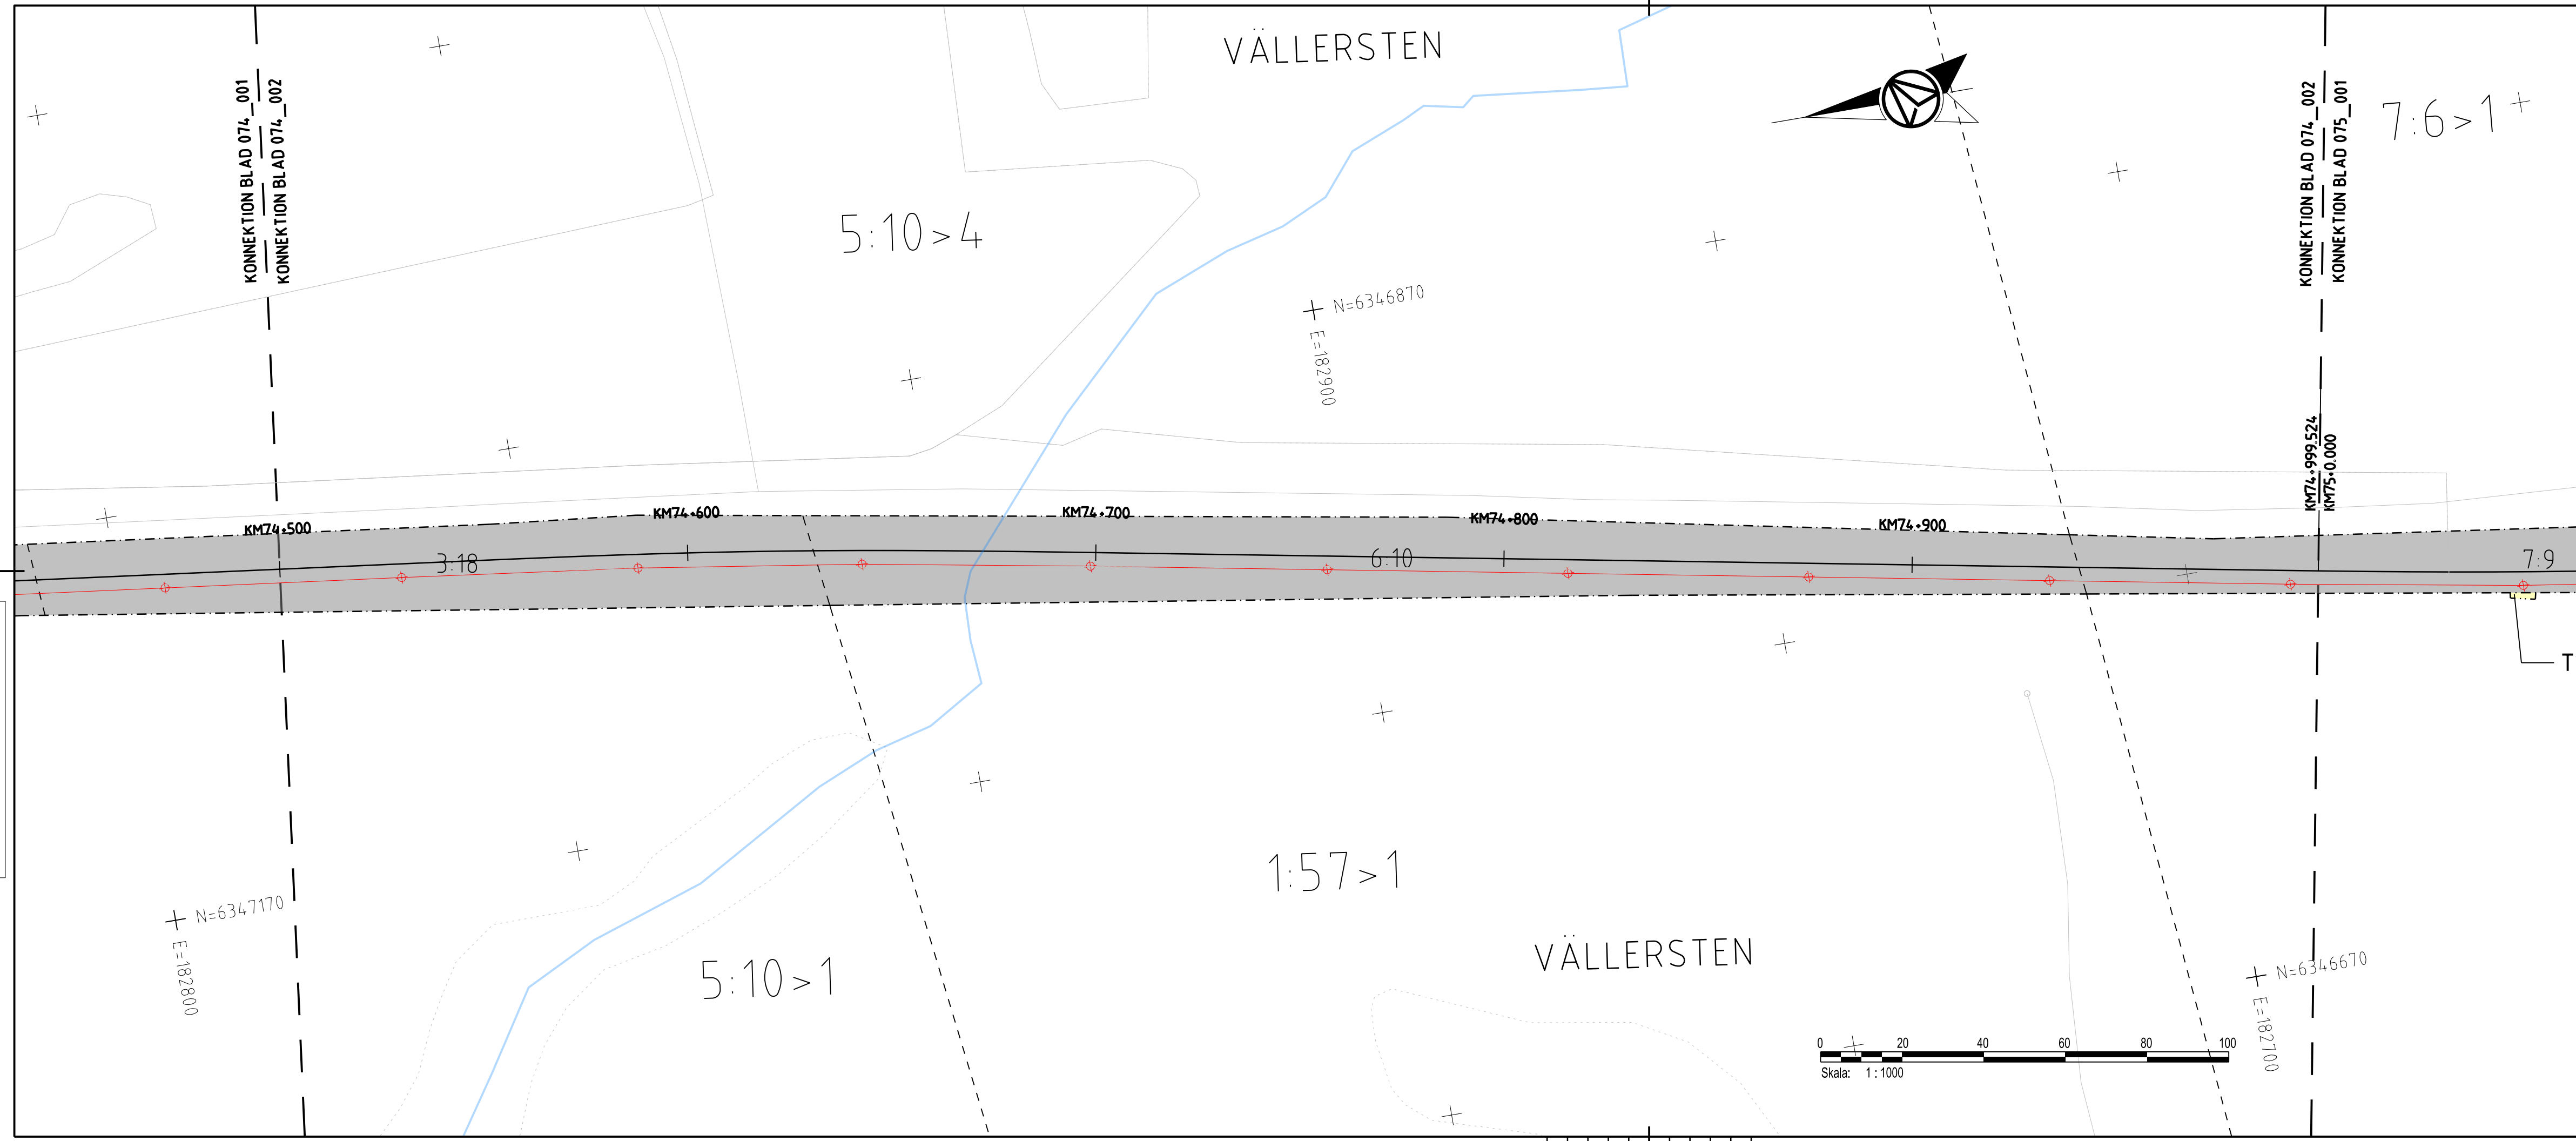 VÄLLERSTEN
KONNEKTION BLAD 074_001
KONNEKTION BLAD 074_002
KONNEKTION BLAD 074_002
KONNEKTION BLAD 075_001
7:6>1
5:10>4
N=6346870
E=182900
KM74+999.524
KM75+0.000
KM74+500
KM74+600
KM74+700
KM74+800
KM74+900
3:18
6:10
7:9
T
1:57>1
N=6347170
E=182800
5:10>1
VÄLLERSTEN
N=6346670
E=182700
0 20 40 60 80 100
Skala: 1 : 1000